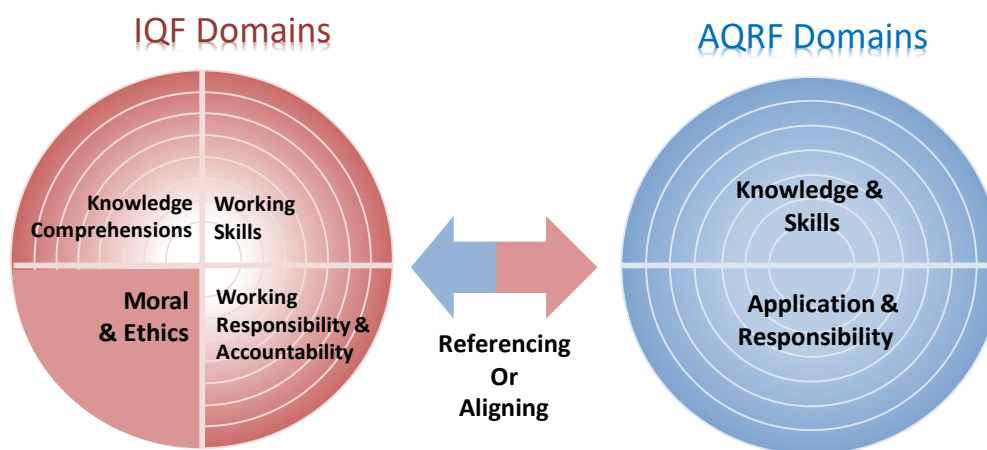 IQF Domains
AQRF Domains
Knowledge
Comprehensions
Working
Skills
Moral
& Ethics
Working
Responsibility &
Accountability
Referencing
Or
Aligning
Knowledge &
Skills
Application &
Responsibility